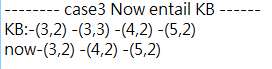 -------- case3 Now entail KB ------
KB:-(3,2) -(3,3) -(4,2) -(5,2)
now-(3,2) -(4,2) -(5,2)